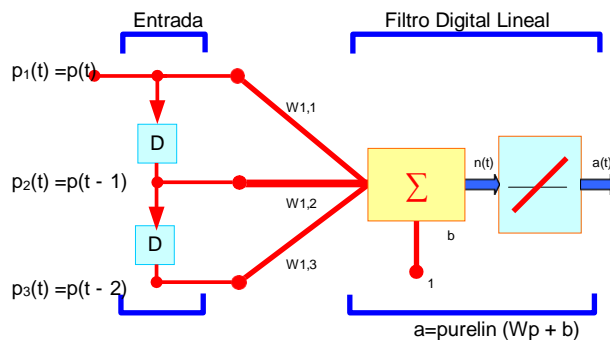 Entrada
Filtro Digital Lineal
p1(t) =p(t)
W1,1
D
n(t)
a(t)
p2(t) =p(t - 1)
Σ
W1,2
b
D
W1,3
1
p3(t) =p(t - 2)
a=purelin (Wp + b)